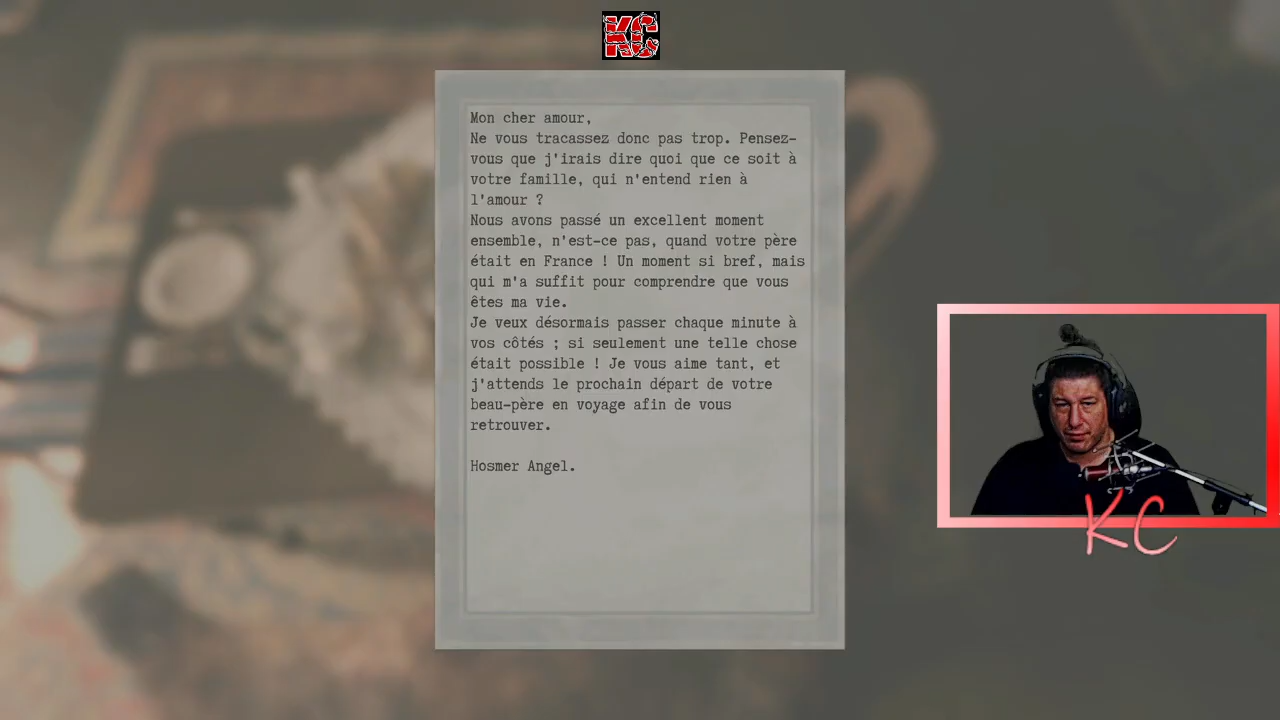 KC
Mon cher amour,
Ne vous tracassez donc pas trop. Pensez-
vous que j'irais dire quoi que ce soit à
votre famille, qui n'entend rien à
l'amour ?
Nous avons passé un excellent moment
ensemble, n'est-ce pas, quand votre père
était en France ! Un moment si bref, mais
qui m'a suffit pour comprendre que vous
êtes ma vie.
Je veux désormais passer chaque minute à
vos côtés ; si seulement une telle chose
était possible ! Je vous aime tant, et
j'attends le prochain départ de votre
beau-père en voyage afin de vous
retrouver.
Hosmer Angel.
KC